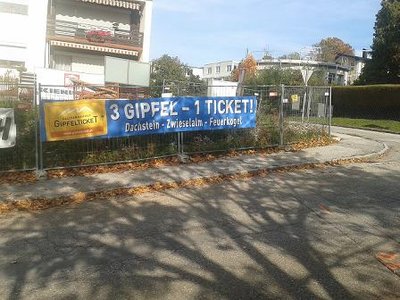 3 GIPFEL - 1 TICKET!
Dachstein - Zwieselalm - Feuerkogel
GIPFELTICKET